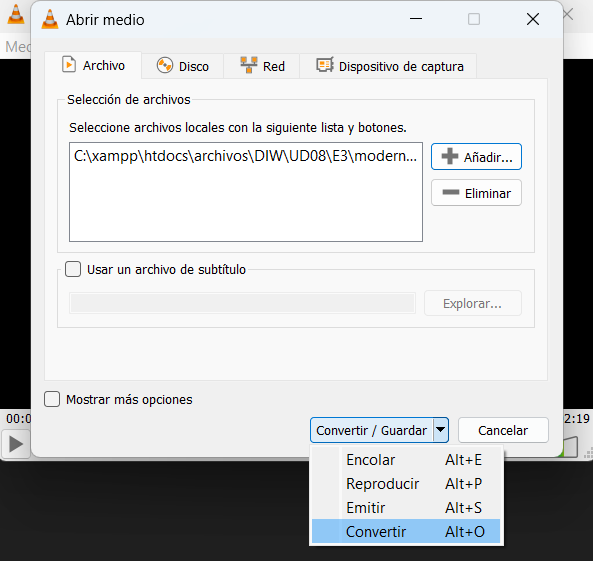 Abrir medio
Med
Archivo
Disco
Red
Dispositivo de captura
Selección de archivos
Seleccione archivos locales con la siguiente lista y botones.
C:\xampp\htdocs\archivos\DIW\UD08\E3\modern...
Añadir...
Eliminar
Usar un archivo de subtítulo
Explorar...
Mostrar más opciones
00:0
2:19
Convertir / Guardar
Cancelar
Encolar Alt+E
Reproducir Alt+P
Emitir Alt+S
Convertir Alt+O